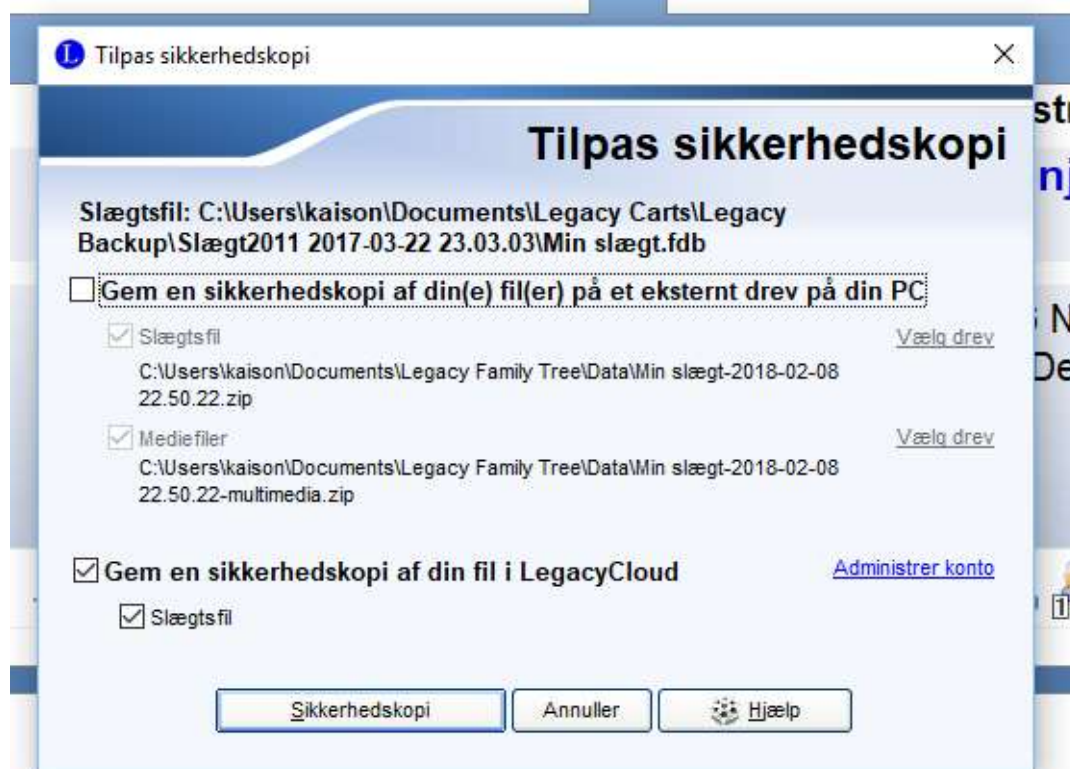 Tilpas sikkerhedskopi
Tilpas sikkerhedskopi
Slægtsfil: C:\Users\kaison\Documents\Legacy Carts\Legacy
Backup\Slægt2011 2017-03-22 23.03.03\Min slægt.fdb
Gem en sikkerhedskopi af din(e) fil(er) på et eksternt drev på din PC
Slægtsfil Vælg drev
C:\Users\kaison\Documents\Legacy Family Tree\Data\Min slægt-2018-02-08
22.50.22.zip
Mediefiler Vælg drev
C:\Users\kaison\Documents\Legacy Family Tree\Data\Min slægt-2018-02-08
22.50.22-multimedia.zip
Gem en sikkerhedskopi af din fil i LegacyCloud Administrer konto
Slægtsfil
Sikkerhedskopi Annuller Hjælp